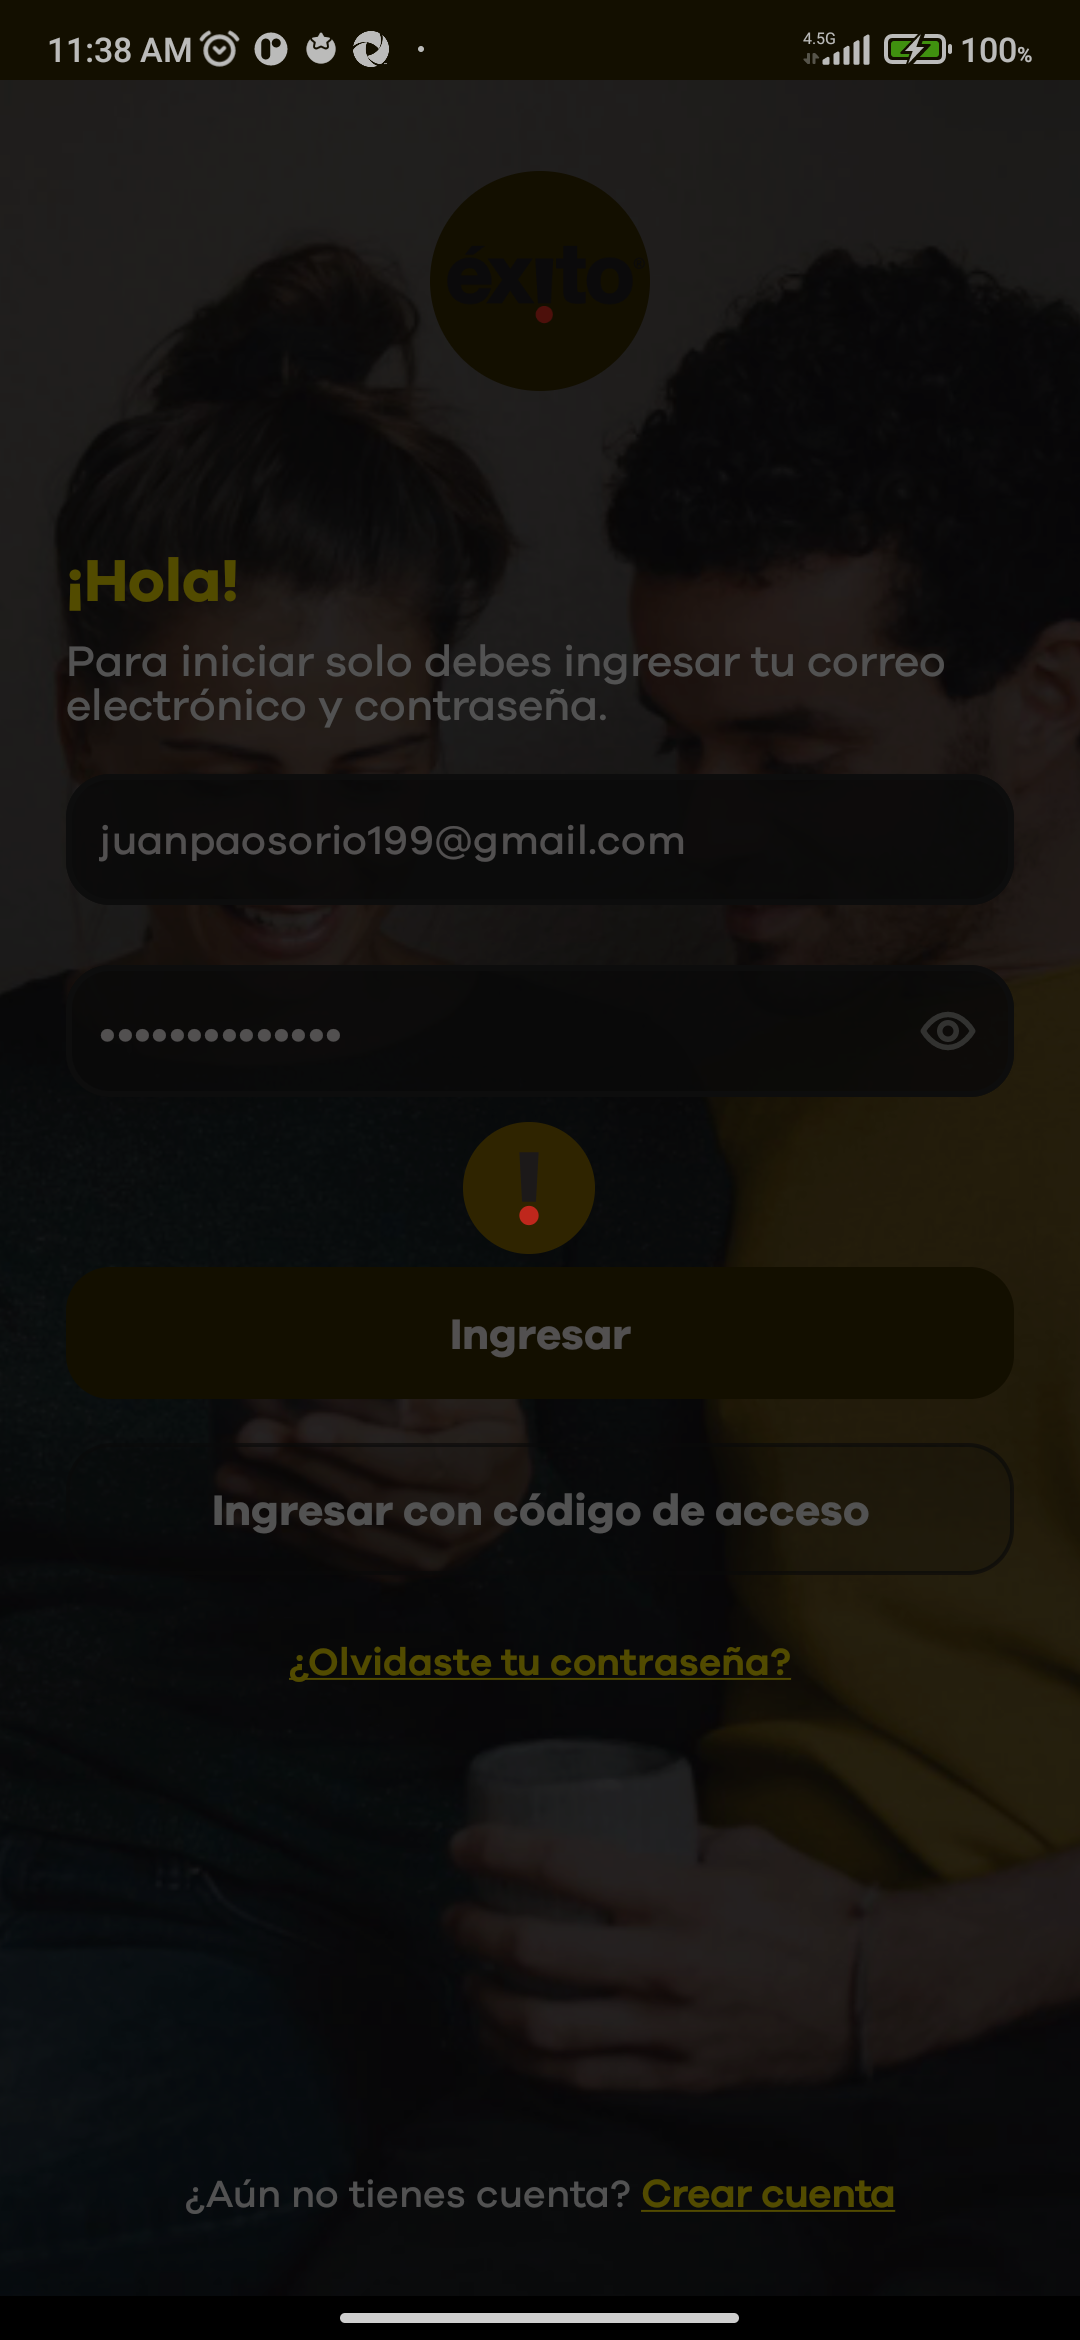 11:38 AM
4.5G
100%
éxito
¡Hola!
Para iniciar solo debes ingresar tu correo
electrónico y contraseña.
juanpaosorio199@gmail.com
Ingresar
Ingresar con código de acceso
¿Olvidaste tu contraseña?
¿Aún no tienes cuenta? Crear cuenta